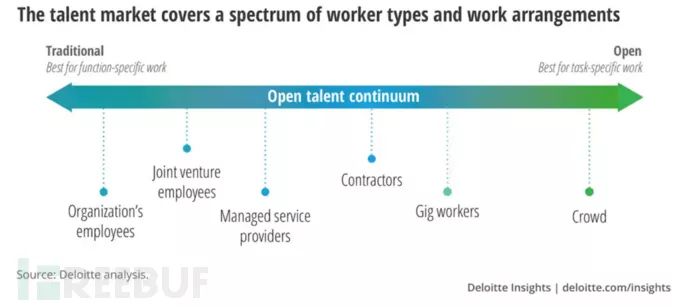 The talent market covers a spectrum of worker types and work arrangements
Traditional
Best for function-specific work
Open
Best for task-specific work
Open talent continuum
Organization's
employees
Joint venture
employees
Managed service
providers
Contractors
Gig workers
Crowd
Source: Deloitte analysis.
Deloitte Insights | deloitte.com/insights
REEBUF